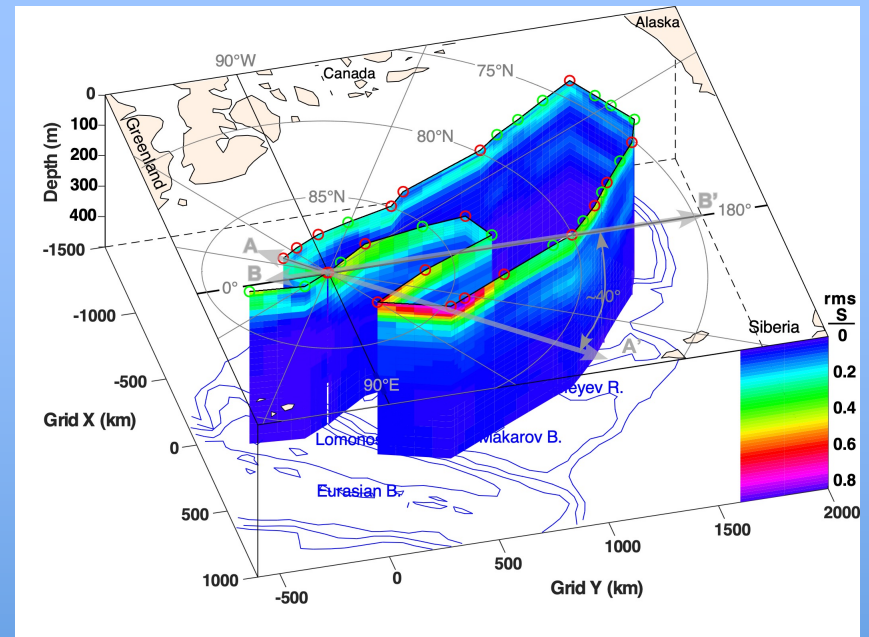 Alaska
90°W
Canada
75°N
0
100
200
300
400
Depth (m)
Greenland
80°N
85°N
A
B
B’
180°
0°
~40°
A’
-1500
-1000
-500
0
500
1000
Grid X (km)
90°E
Siberia
rms
S
0
0.2
0.4
0.6
0.8
Makarov B.
Eurasian B.
-500
0
500
1000
1500
2000
Grid Y (km)